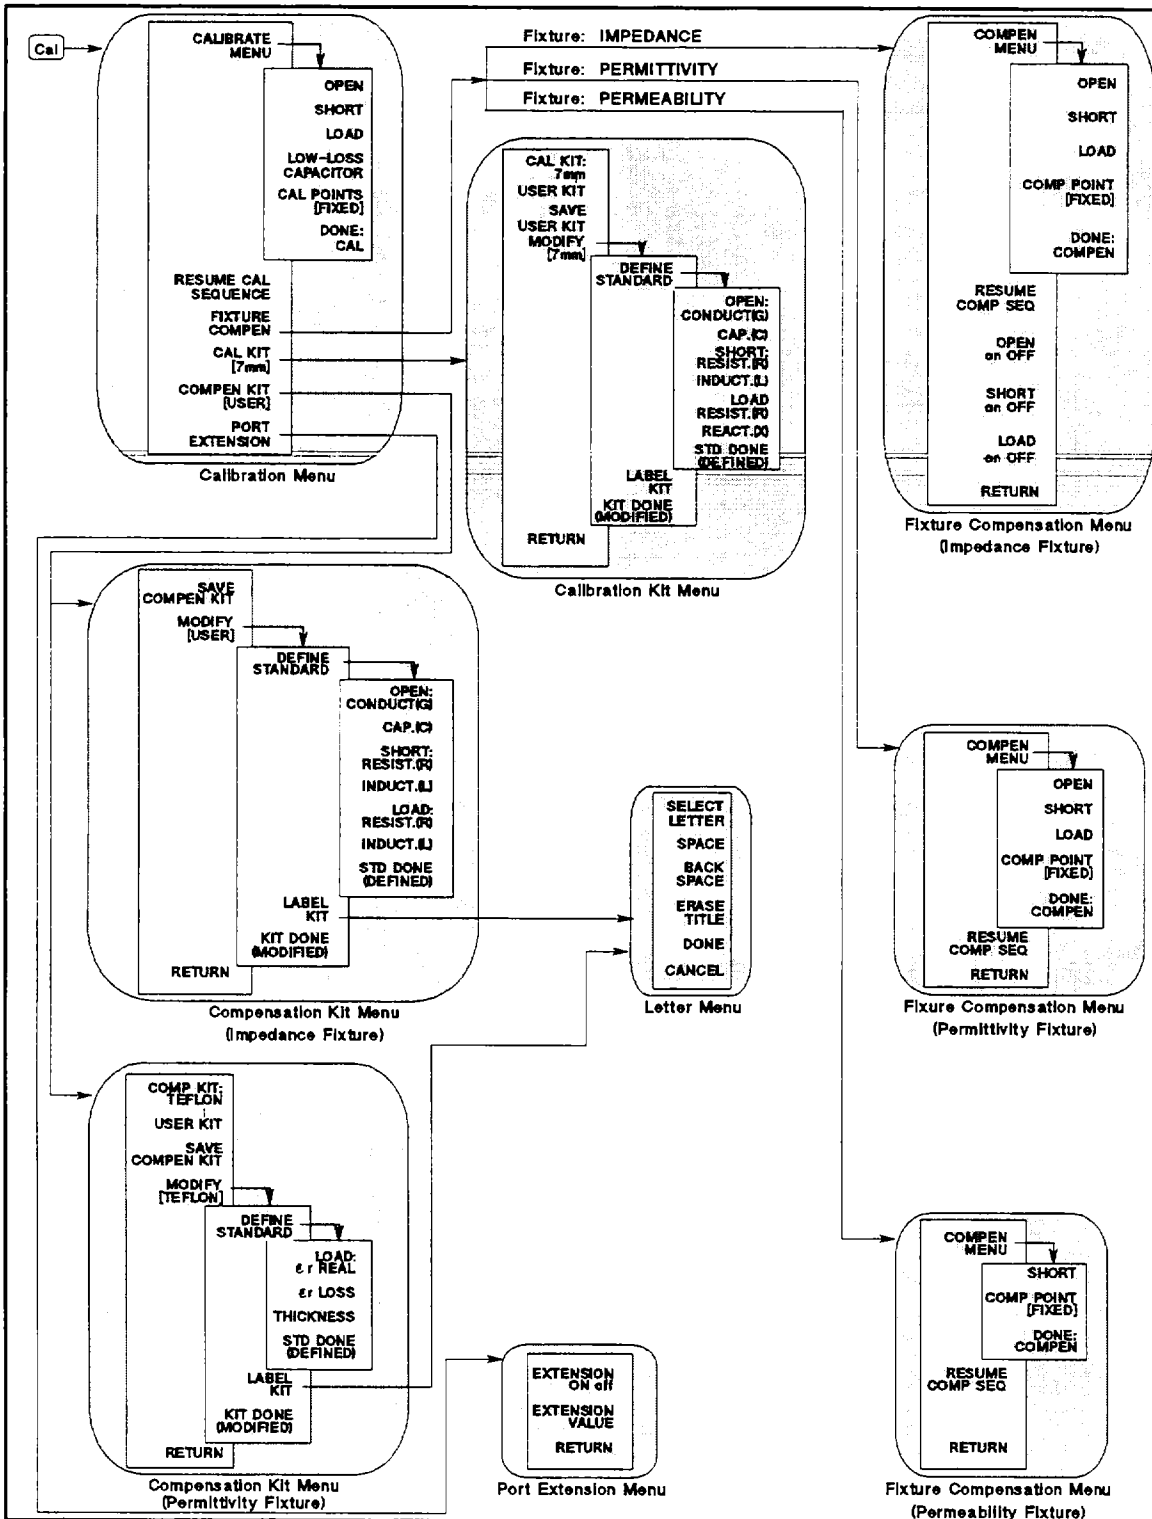 Cal
CALIBRATE
MENU
OPEN
SHORT
LOAD
LOW-LOSS
CAPACITOR
CAL POINTS
[FIXED]
DONE:
CAL
RESUME CAL
SEQUENCE
FIXTURE
COMPEN
CAL KIT
[7mm]
COMPEN KIT
[USER]
PORT
EXTENSION
Calibration Menu
Fixture: IMPEDANCE
Fixture: PERMITTIVITY
Fixture: PERMEABILITY
CAL KIT:
7mm
USER KIT
SAVE
USER KIT
MODIFY
[7mm]
DEFINE
STANDARD
OPEN:
CONDUCT(G)
CAP.(C)
SHORT:
RESIST.(R)
INDUCT.(L)
LOAD
RESIST.(R)
REACT.(X)
STD DONE
(DEFINED)
LABEL
KIT
KIT DONE
(MODIFIED)
RETURN
Calibration Kit Menu
COMPEN
MENU
OPEN
SHORT
LOAD
COMP POINT
[FIXED]
DONE:
COMPEN
RESUME
COMP SEQ
OPEN
on OFF
SHORT
on OFF
LOAD
on OFF
RETURN
Fixture Compensation Menu
(Impedance Fixture)
SAVE
COMPEN KIT
MODIFY
[USER]
DEFINE
STANDARD
OPEN:
CONDUCT(G)
CAP.(C)
SHORT:
RESIST.(R)
INDUCT.(L)
LOAD:
RESIST.(R)
INDUCT.(L)
STD DONE
(DEFINED)
LABEL
KIT
KIT DONE
(MODIFIED)
RETURN
Compensation Kit Menu
(Impedance Fixture)
SELECT
LETTER
SPACE
BACK
SPACE
ERASE
TITLE
DONE
CANCEL
Letter Menu
COMPEN
MENU
OPEN
SHORT
LOAD
COMP POINT
[FIXED]
DONE:
COMPEN
RESUME
COMP SEQ
RETURN
Fixure Compensation Menu
(Permittivity Fixture)
COMP KIT:
TEFLON
USER KIT
SAVE
COMPEN KIT
MODIFY
[TEFLON]
DEFINE
STANDARD
LOAD:
εr REAL
εr LOSS
THICKNESS
STD DONE
(DEFINED)
LABEL
KIT
KIT DONE
(MODIFIED)
RETURN
Compensation Kit Menu
(Permittivity Fixture)
EXTENSION
ON off
EXTENSION
VALUE
RETURN
Port Extension Menu
COMPEN
MENU
SHORT
COMP POINT
[FIXED]
DONE:
COMPEN
RESUME
COMP SEQ
RETURN
Fixture Compensation Menu
(Permeability Fixture)